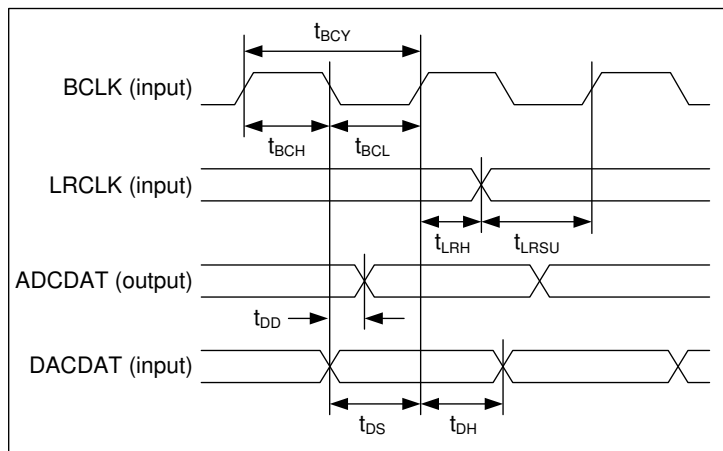 tBCY
BCLK (input)
tBCH
tBCL
LRCLK (input)
tLRH
tLRSU
ADCDAT (output)
tDD
DACDAT (input)
tDS
tDH